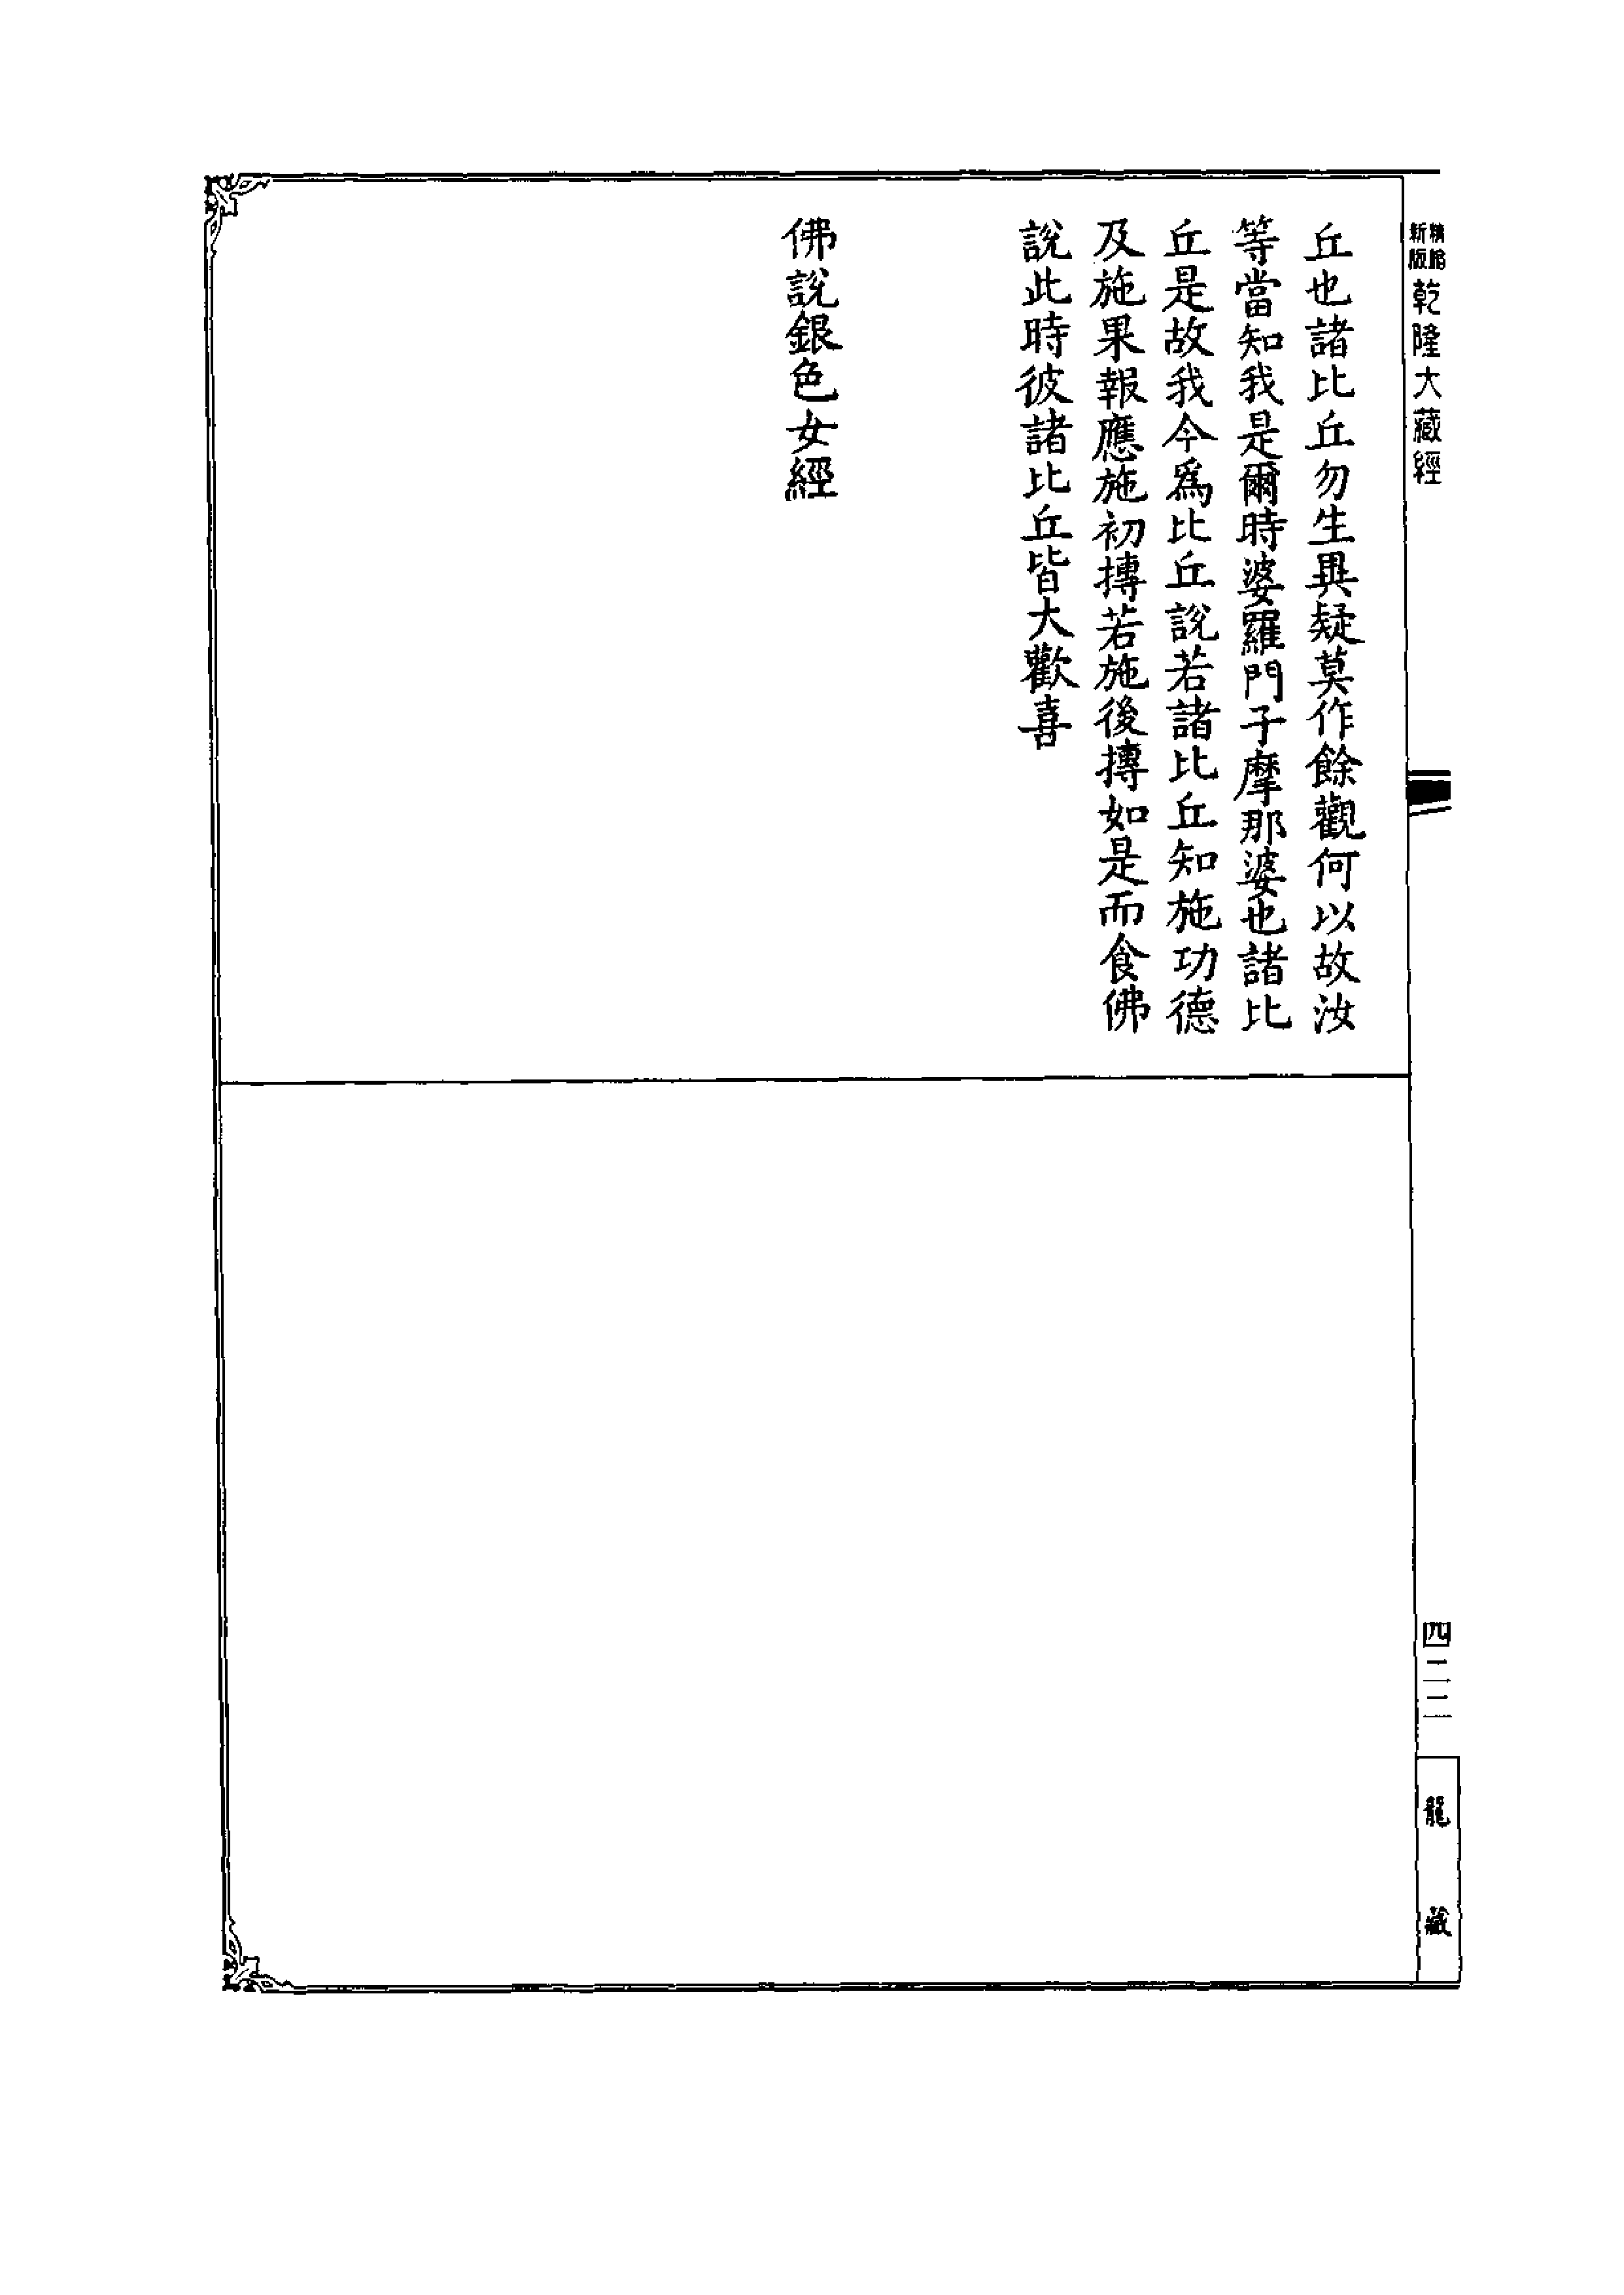 新版
精縮
乾隆大藏經
丘也諸比丘勿生異疑莫作餘觀何以故汝
等當知我是爾時婆羅門子摩那婆也諸比
丘是故我今為比丘說若諸比丘知施功德
及施果報應施初摶若施後摶如是而食佛
說此時彼諸比丘皆大歡喜
佛說銀色女經
四二二
龍藏